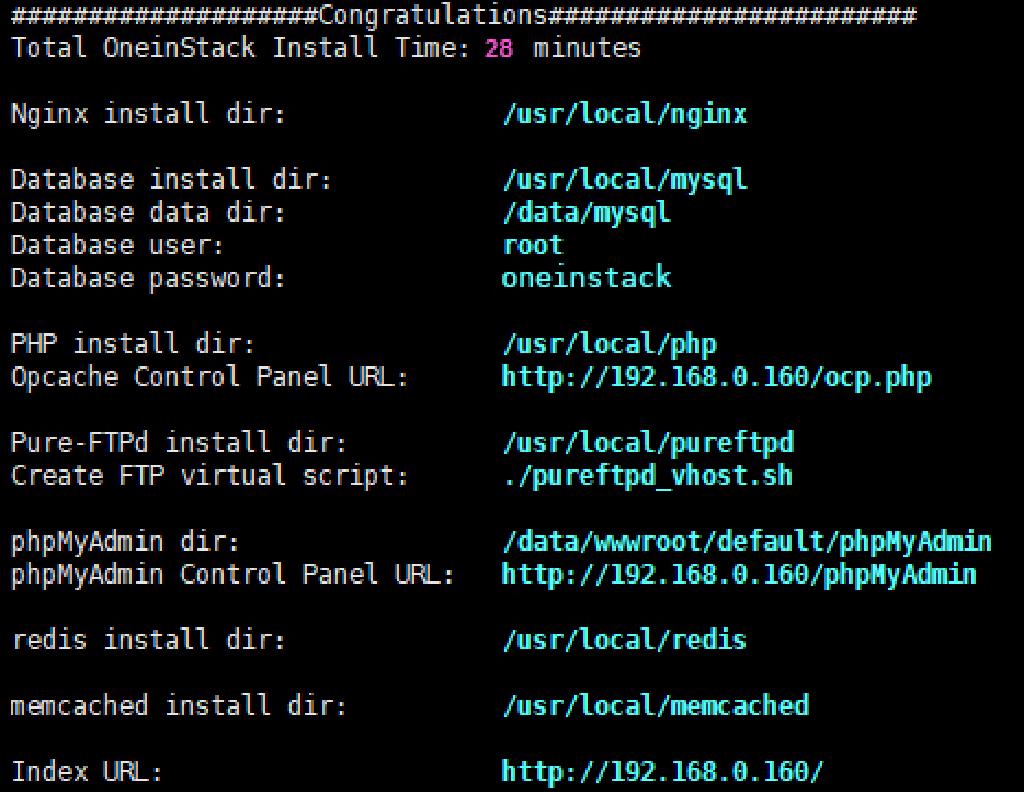 ####################Congratulations########################
Total OneinStack Install Time: 28 minutes
Nginx install dir: /usr/local/nginx
Database install dir: /usr/local/mysql
Database data dir: /data/mysql
Database user: root
Database password: oneinstack
PHP install dir: /usr/local/php
Opcache Control Panel URL: http://192.168.0.160/ocp.php
Pure-FTPd install dir: /usr/local/pureftpd
Create FTP virtual script: ./pureftpd_vhost.sh
phpMyAdmin dir: /data/wwwroot/default/phpMyAdmin
phpMyAdmin Control Panel URL: http://192.168.0.160/phpMyAdmin
redis install dir: /usr/local/redis
memcached install dir: /usr/local/memcached
Index URL: http://192.168.0.160/